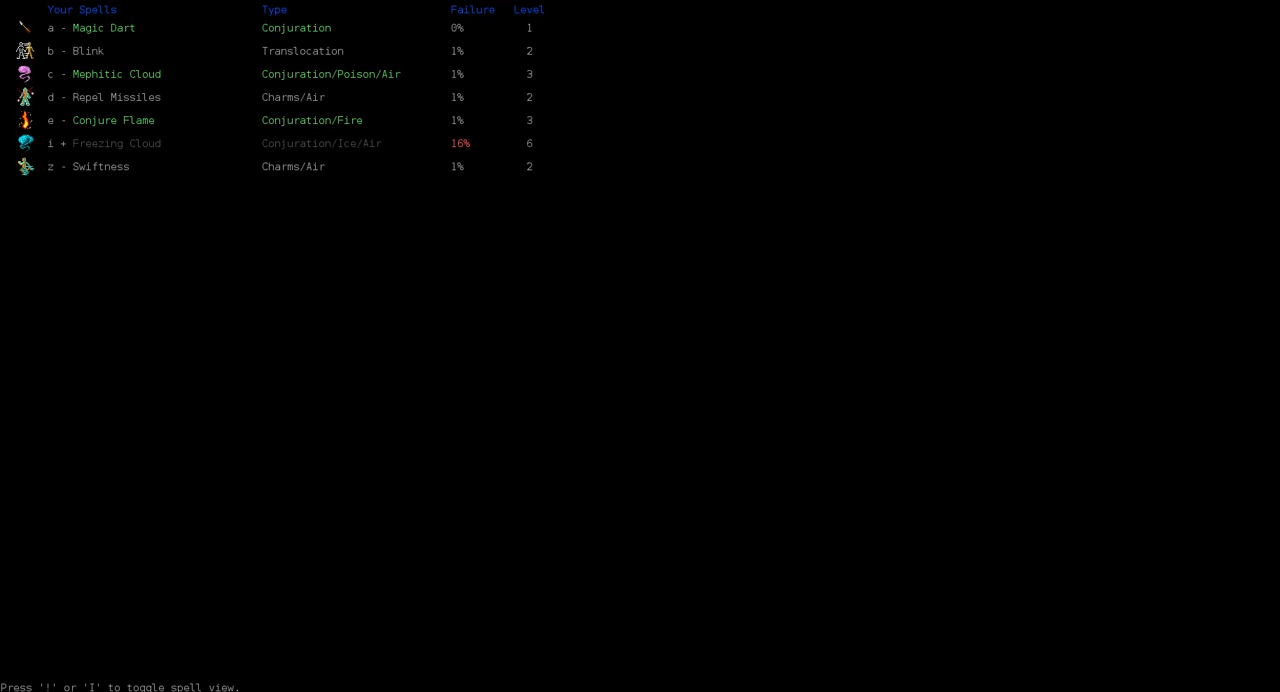 Your Spells Type Failure Level
a - Magic Dart Conjuration 0% 1
b - Blink Translocation 1% 2
c - Mephitic Cloud Conjuration/Poison/Air 1% 3
d - Repel Missiles Charms/Air 1% 2
e - Conjure Flame Conjuration/Fire 1% 3
i + Freezing Cloud Conjuration/Ice/Air 16% 6
z - Swiftness Charms/Air 1% 2
Press '!' or 'I' to toggle spell view.